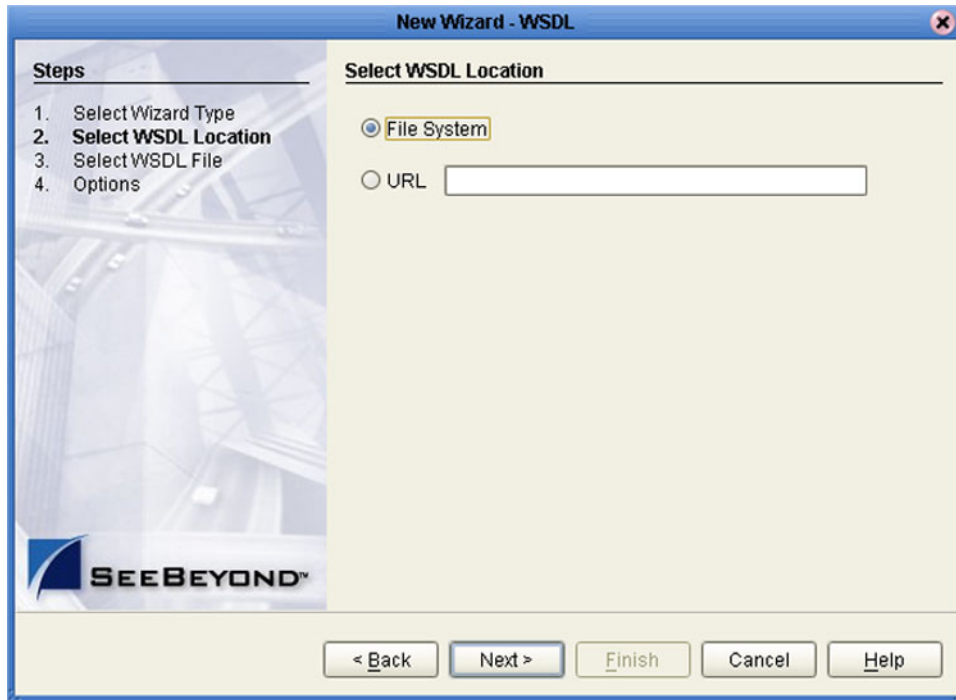 New Wizard - WSDL
Steps
1. Select Wizard Type
2. Select WSDL Location
3. Select WSDL File
4. Options
Select WSDL Location
File System
URL
SEEBEYOND™
< Back
Next >
Finish
Cancel
Help